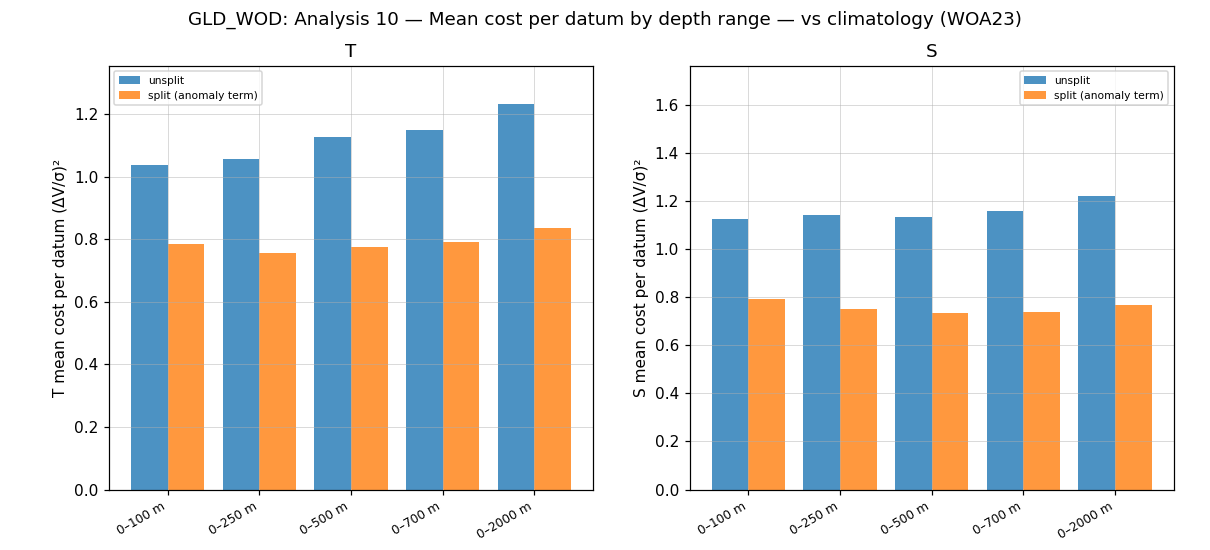 GLD_WOD: Analysis 10 — Mean cost per datum by depth range — vs climatology (WOA23)
T
unsplit
split (anomaly term)
T mean cost per datum (ΔV/σ)²
1.2
1.0
0.8
0.6
0.4
0.2
0.0
0–100 m
0–250 m
0–500 m
0–700 m
0–2000 m
S
unsplit
split (anomaly term)
S mean cost per datum (ΔV/σ)²
1.6
1.4
1.2
1.0
0.8
0.6
0.4
0.2
0.0
0–100 m
0–250 m
0–500 m
0–700 m
0–2000 m